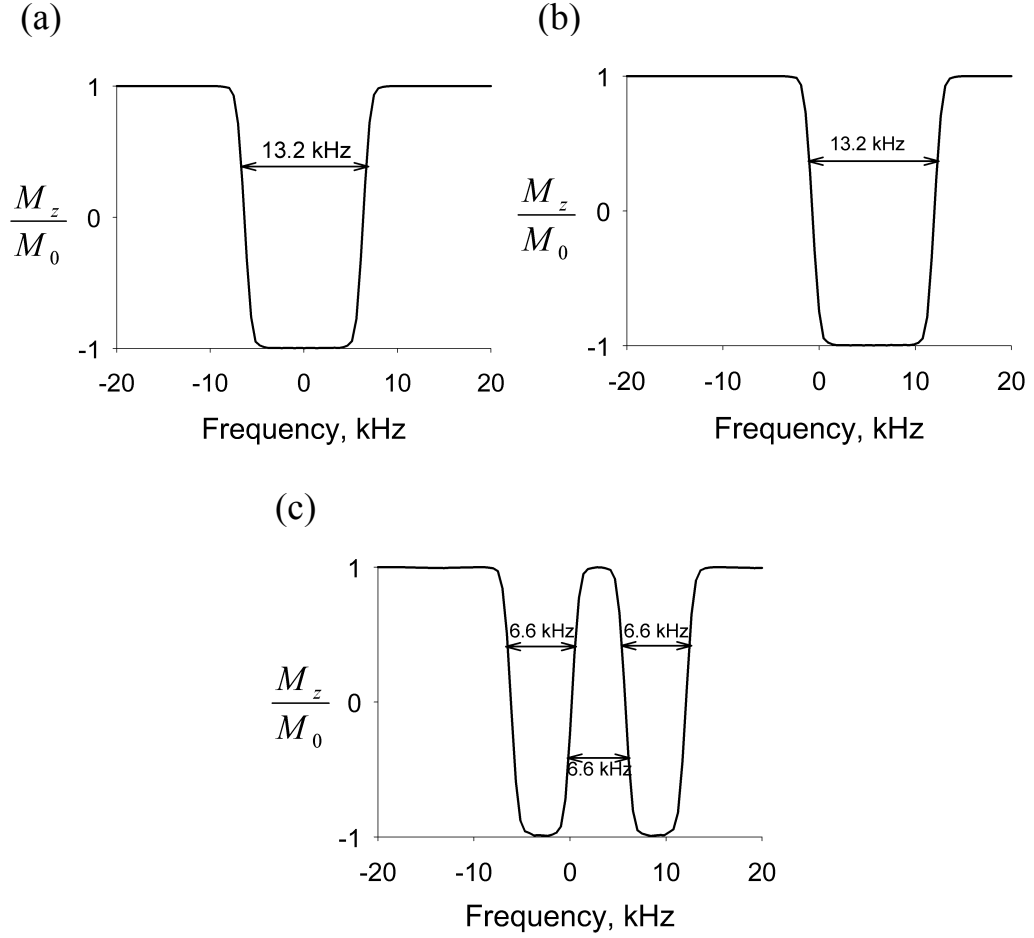 (a)
1
13.2 kHz
M_z
M_0
0
-1
-20 -10 0 10 20
Frequency, kHz
(b)
1
13.2 kHz
M_z
M_0
0
-1
-20 -10 0 10 20
Frequency, kHz
(c)
1
6.6 kHz 6.6 kHz
M_z
M_0
0
6.6 kHz
-1
-20 -10 0 10 20
Frequency, kHz